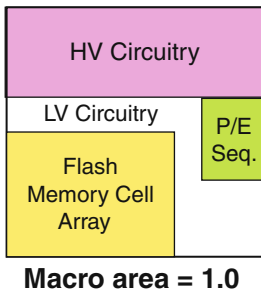 HV Circuitry
LV Circuitry
P/E
Seq.
Flash
Memory Cell
Array
Macro area = 1.0